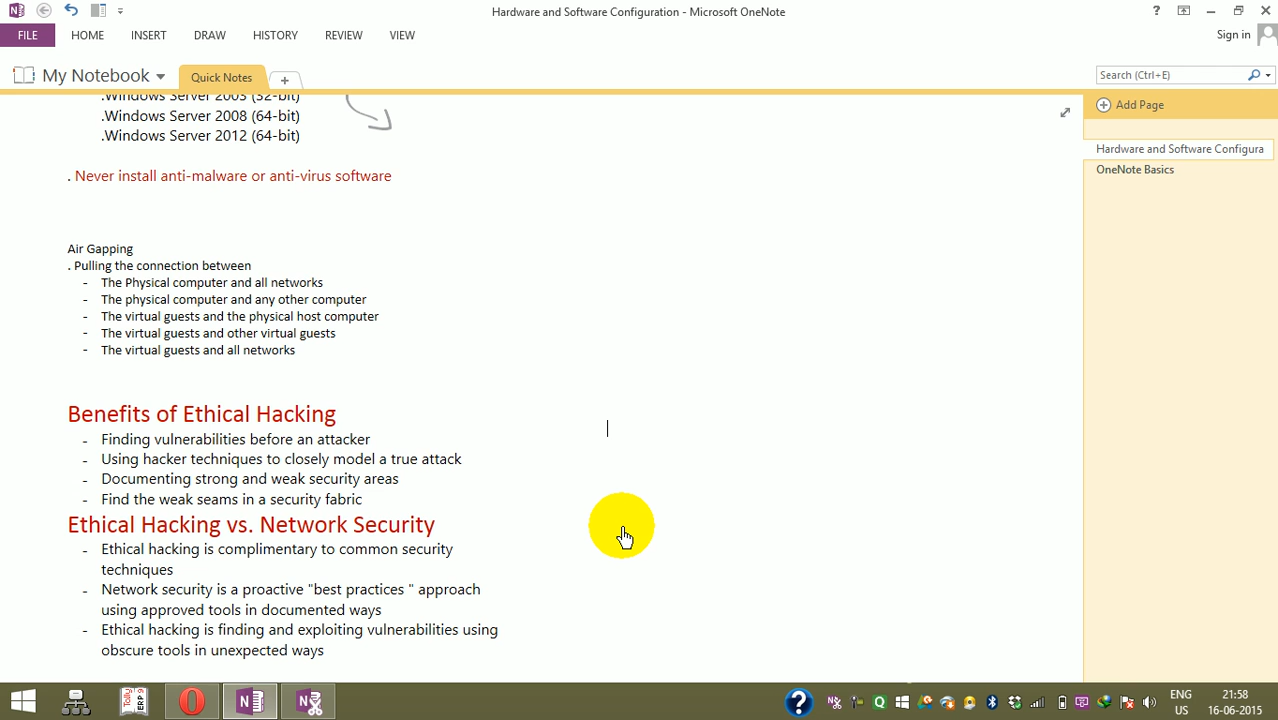 Hardware and Software Configuration - Microsoft OneNote
?
FILE HOME INSERT DRAW HISTORY REVIEW VIEW
Sign in
My Notebook
Quick Notes
+
Search (Ctrl+E)
.Windows Server 2003 (32-bit)
.Windows Server 2008 (64-bit)
.Windows Server 2012 (64-bit)
. Never install anti-malware or anti-virus software
Air Gapping
. Pulling the connection between
- The Physical computer and all networks
- The physical computer and any other computer
- The virtual guests and the physical host computer
- The virtual guests and other virtual guests
- The virtual guests and all networks
Benefits of Ethical Hacking
- Finding vulnerabilities before an attacker
- Using hacker techniques to closely model a true attack
- Documenting strong and weak security areas
- Find the weak seams in a security fabric
Ethical Hacking vs. Network Security
- Ethical hacking is complimentary to common security
techniques
- Network security is a proactive "best practices " approach
using approved tools in documented ways
- Ethical hacking is finding and exploiting vulnerabilities using
obscure tools in unexpected ways
Add Page
Hardware and Software Configura
OneNote Basics
Tally
ERP 9
ENG
US
21:58
16-06-2015